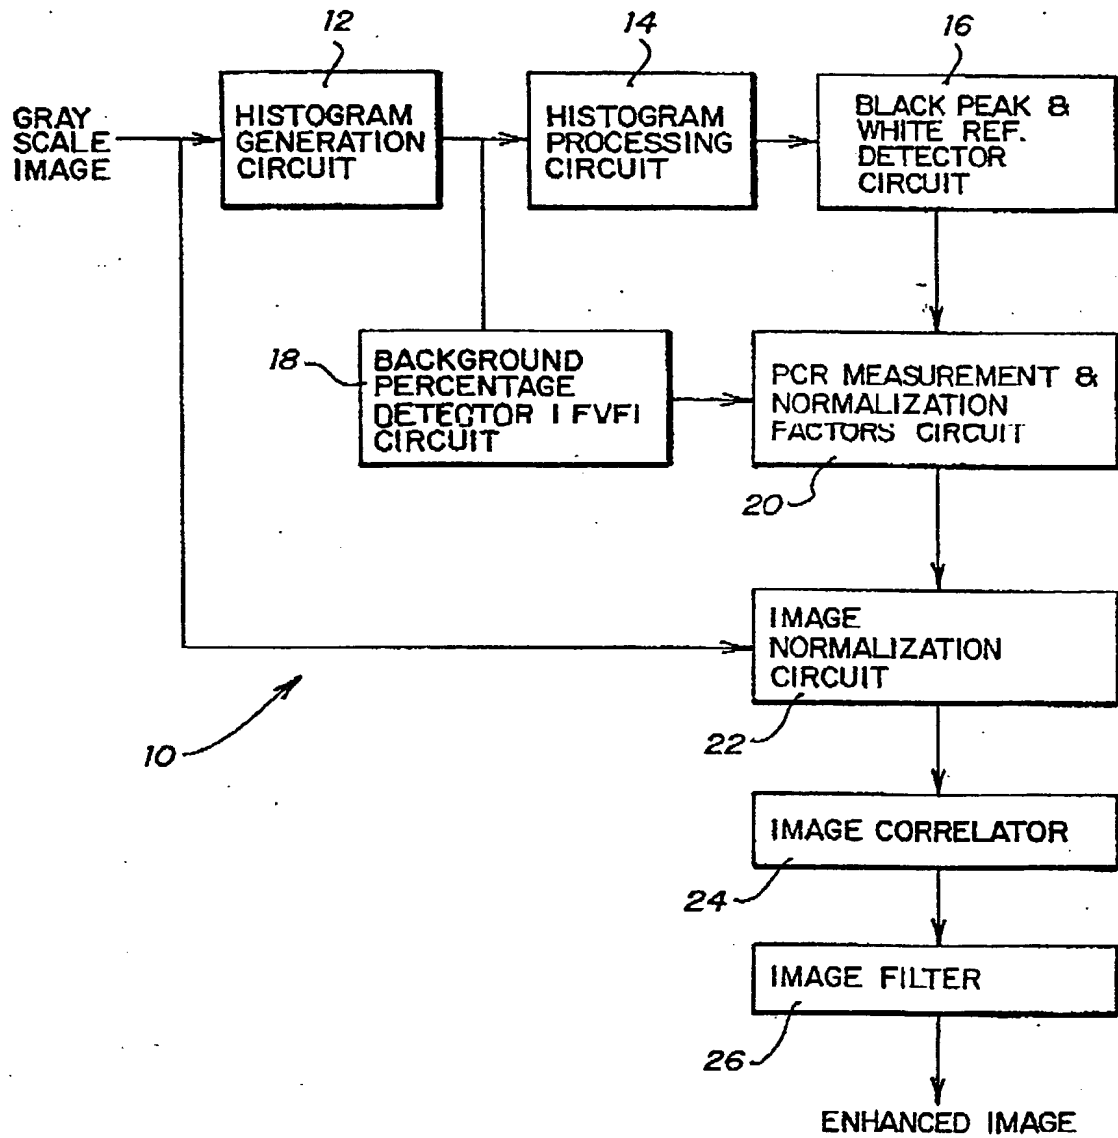 12
14
16
GRAY
SCALE
IMAGE
HISTOGRAM
GENERATION
CIRCUIT
HISTOGRAM
PROCESSING
CIRCUIT
BLACK PEAK &
WHITE REF.
DETECTOR
CIRCUIT
18
BACKGROUND
PERCENTAGE
DETECTOR
CIRCUIT
PCR MEASUREMENT &
NORMALIZATION
FACTORS CIRCUIT
20
IMAGE
NORMALIZATION
CIRCUIT
10
22
IMAGE CORRELATOR
24
IMAGE FILTER
26
ENHANCED IMAGE